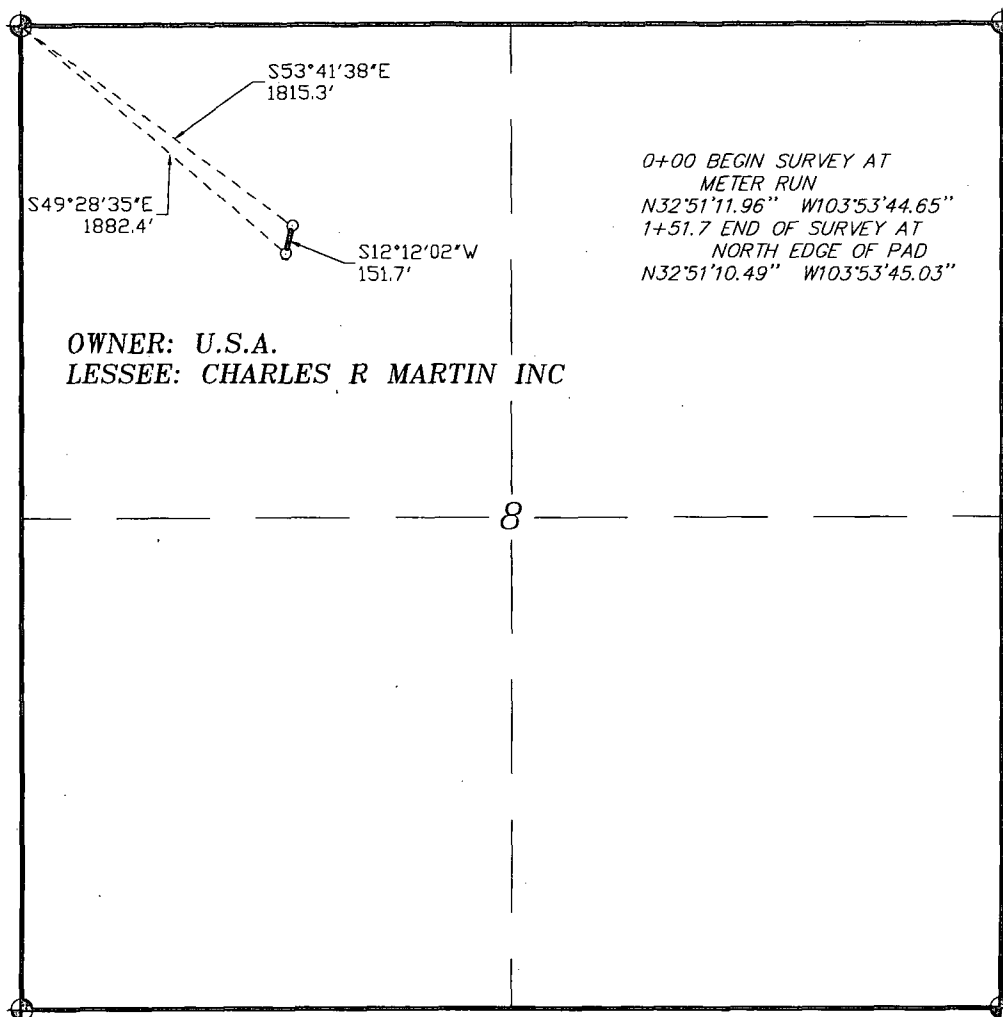 S53°41'38"E
1815.3'
0+00 BEGIN SURVEY AT
METER RUN
N32°51'11.96" W103°53'44.65"
1+51.7 END OF SURVEY AT
NORTH EDGE OF PAD
N32°51'10.49" W103°53'45.03"
S49°28'35"E
1882.4'
S12°12'02"W
151.7'
OWNER: U.S.A.
LESSEE: CHARLES R MARTIN INC
8